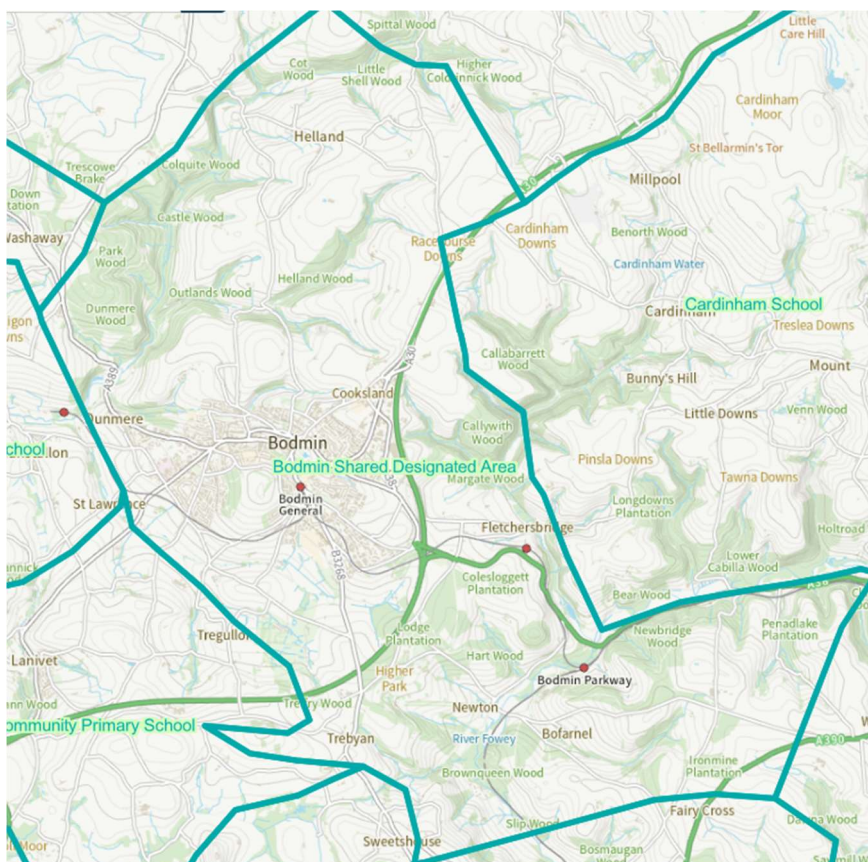 Spittal Wood
Little
Care Hill
Cot
Wood
Little
Shell Wood
Higher
Colvinnick Wood
Cardinham
Moor
Helland
St Bellarmin's Tor
Trescowe
Brake
Colquite Wood
Millpool
Down
A30
Castle Wood
Washaway
Park
Wood
Racecourse
Downs
Cardinham
Downs
Benorth Wood
Helland Wood
Cardinham Water
Outlands Wood
Dunmere
Wood
Cardinham
Cardinham School
Treslea Downs
A30
Callabarrett
Wood
Mount
A389
Bunny's Hill
Cooksland
Little Downs
Venn Wood
Dunmere
Callywith
Wood
Bodmin
Pinsla Downs
Bodmin Shared Designated Area
Margate Wood
Tawna Downs
St Lawrence
Bodmin
General
Longdowns
Plantation
Fletchersbridge
Holtroad
B3268
Lower
Cabilla Wood
Colesloggett
Plantation
A38
Bear Wood
Tregullon
Lodge
Plantation
Newbridge
Wood
Penadlake
Plantation
Lanivet
Hart Wood
Higher
Park
Bodmin Parkway
Treffry Wood
Newton
ommunity Primary School
Bofarnel
Trebyan
River Fowey
A390
Brownqueen Wood
Ironmine
Plantation
Fairy Cross
Slip Wood
Sweetshouse
Bosmaugan